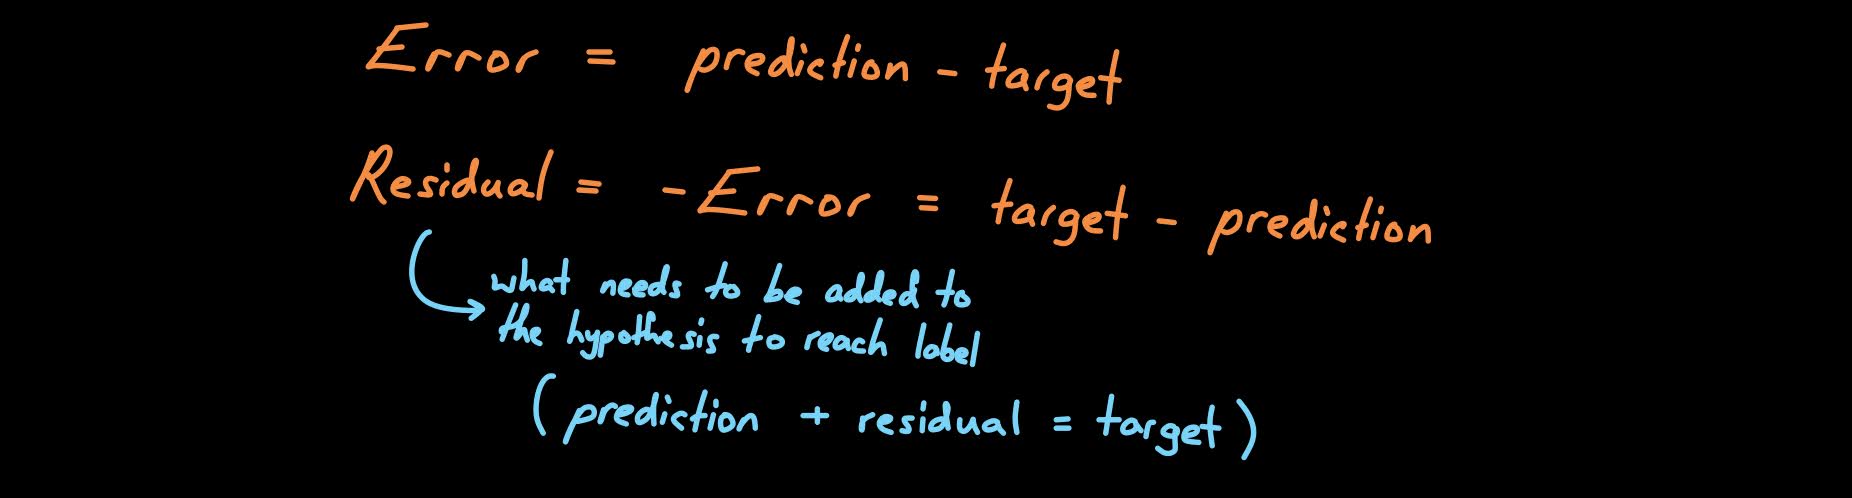 Error = prediction - target
Residual = - Error = target - prediction
what needs to be added to
the hypothesis to reach label
(prediction + residual = target)